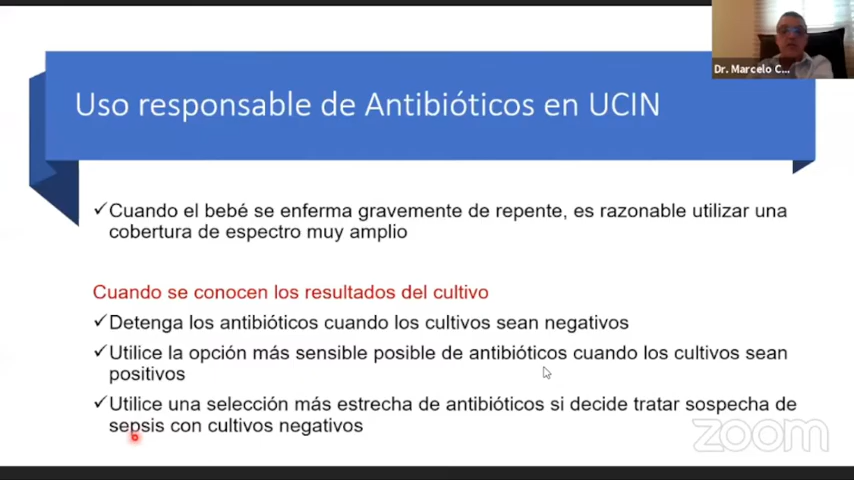 Dr. Marcelo C...
Uso responsable de Antibióticos en UCIN
✓Cuando el bebé se enferma gravemente de repente, es razonable utilizar una
cobertura de espectro muy amplio
Cuando se conocen los resultados del cultivo
✓Detenga los antibióticos cuando los cultivos sean negativos
✓Utilice la opción más sensible posible de antibióticos cuando los cultivos sean
positivos
✓Utilice una selección más estrecha de antibióticos si decide tratar sospecha de
sepsis con cultivos negativos
zoom